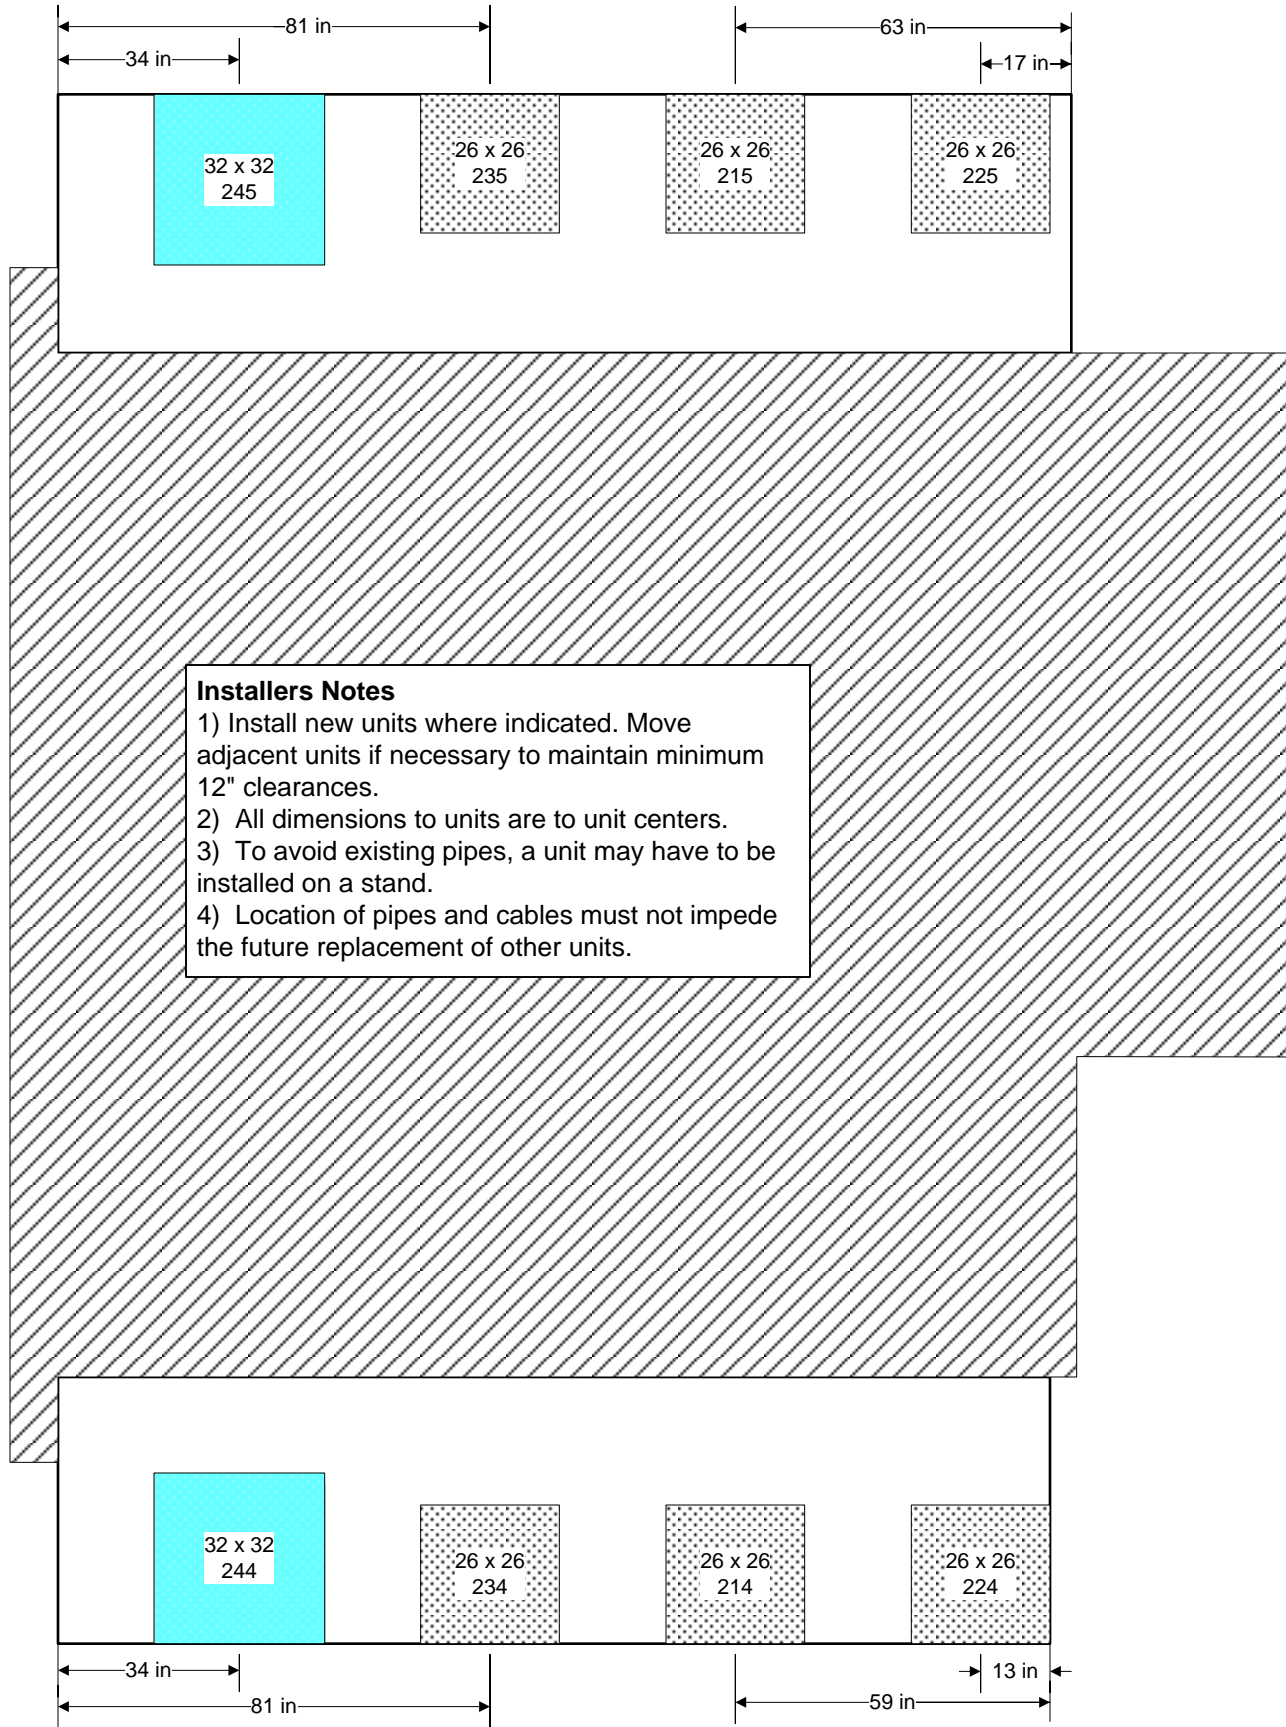 81 in
63 in
34 in
17 in
32 x 32
245
26 x 26
235
26 x 26
215
26 x 26
225
Installers Notes
1) Install new units where indicated. Move
adjacent units if necessary to maintain minimum
12" clearances.
2) All dimensions to units are to unit centers.
3) To avoid existing pipes, a unit may have to be
installed on a stand.
4) Location of pipes and cables must not impede
the future replacement of other units.
32 x 32
244
26 x 26
234
26 x 26
214
26 x 26
224
34 in
13 in
81 in
59 in